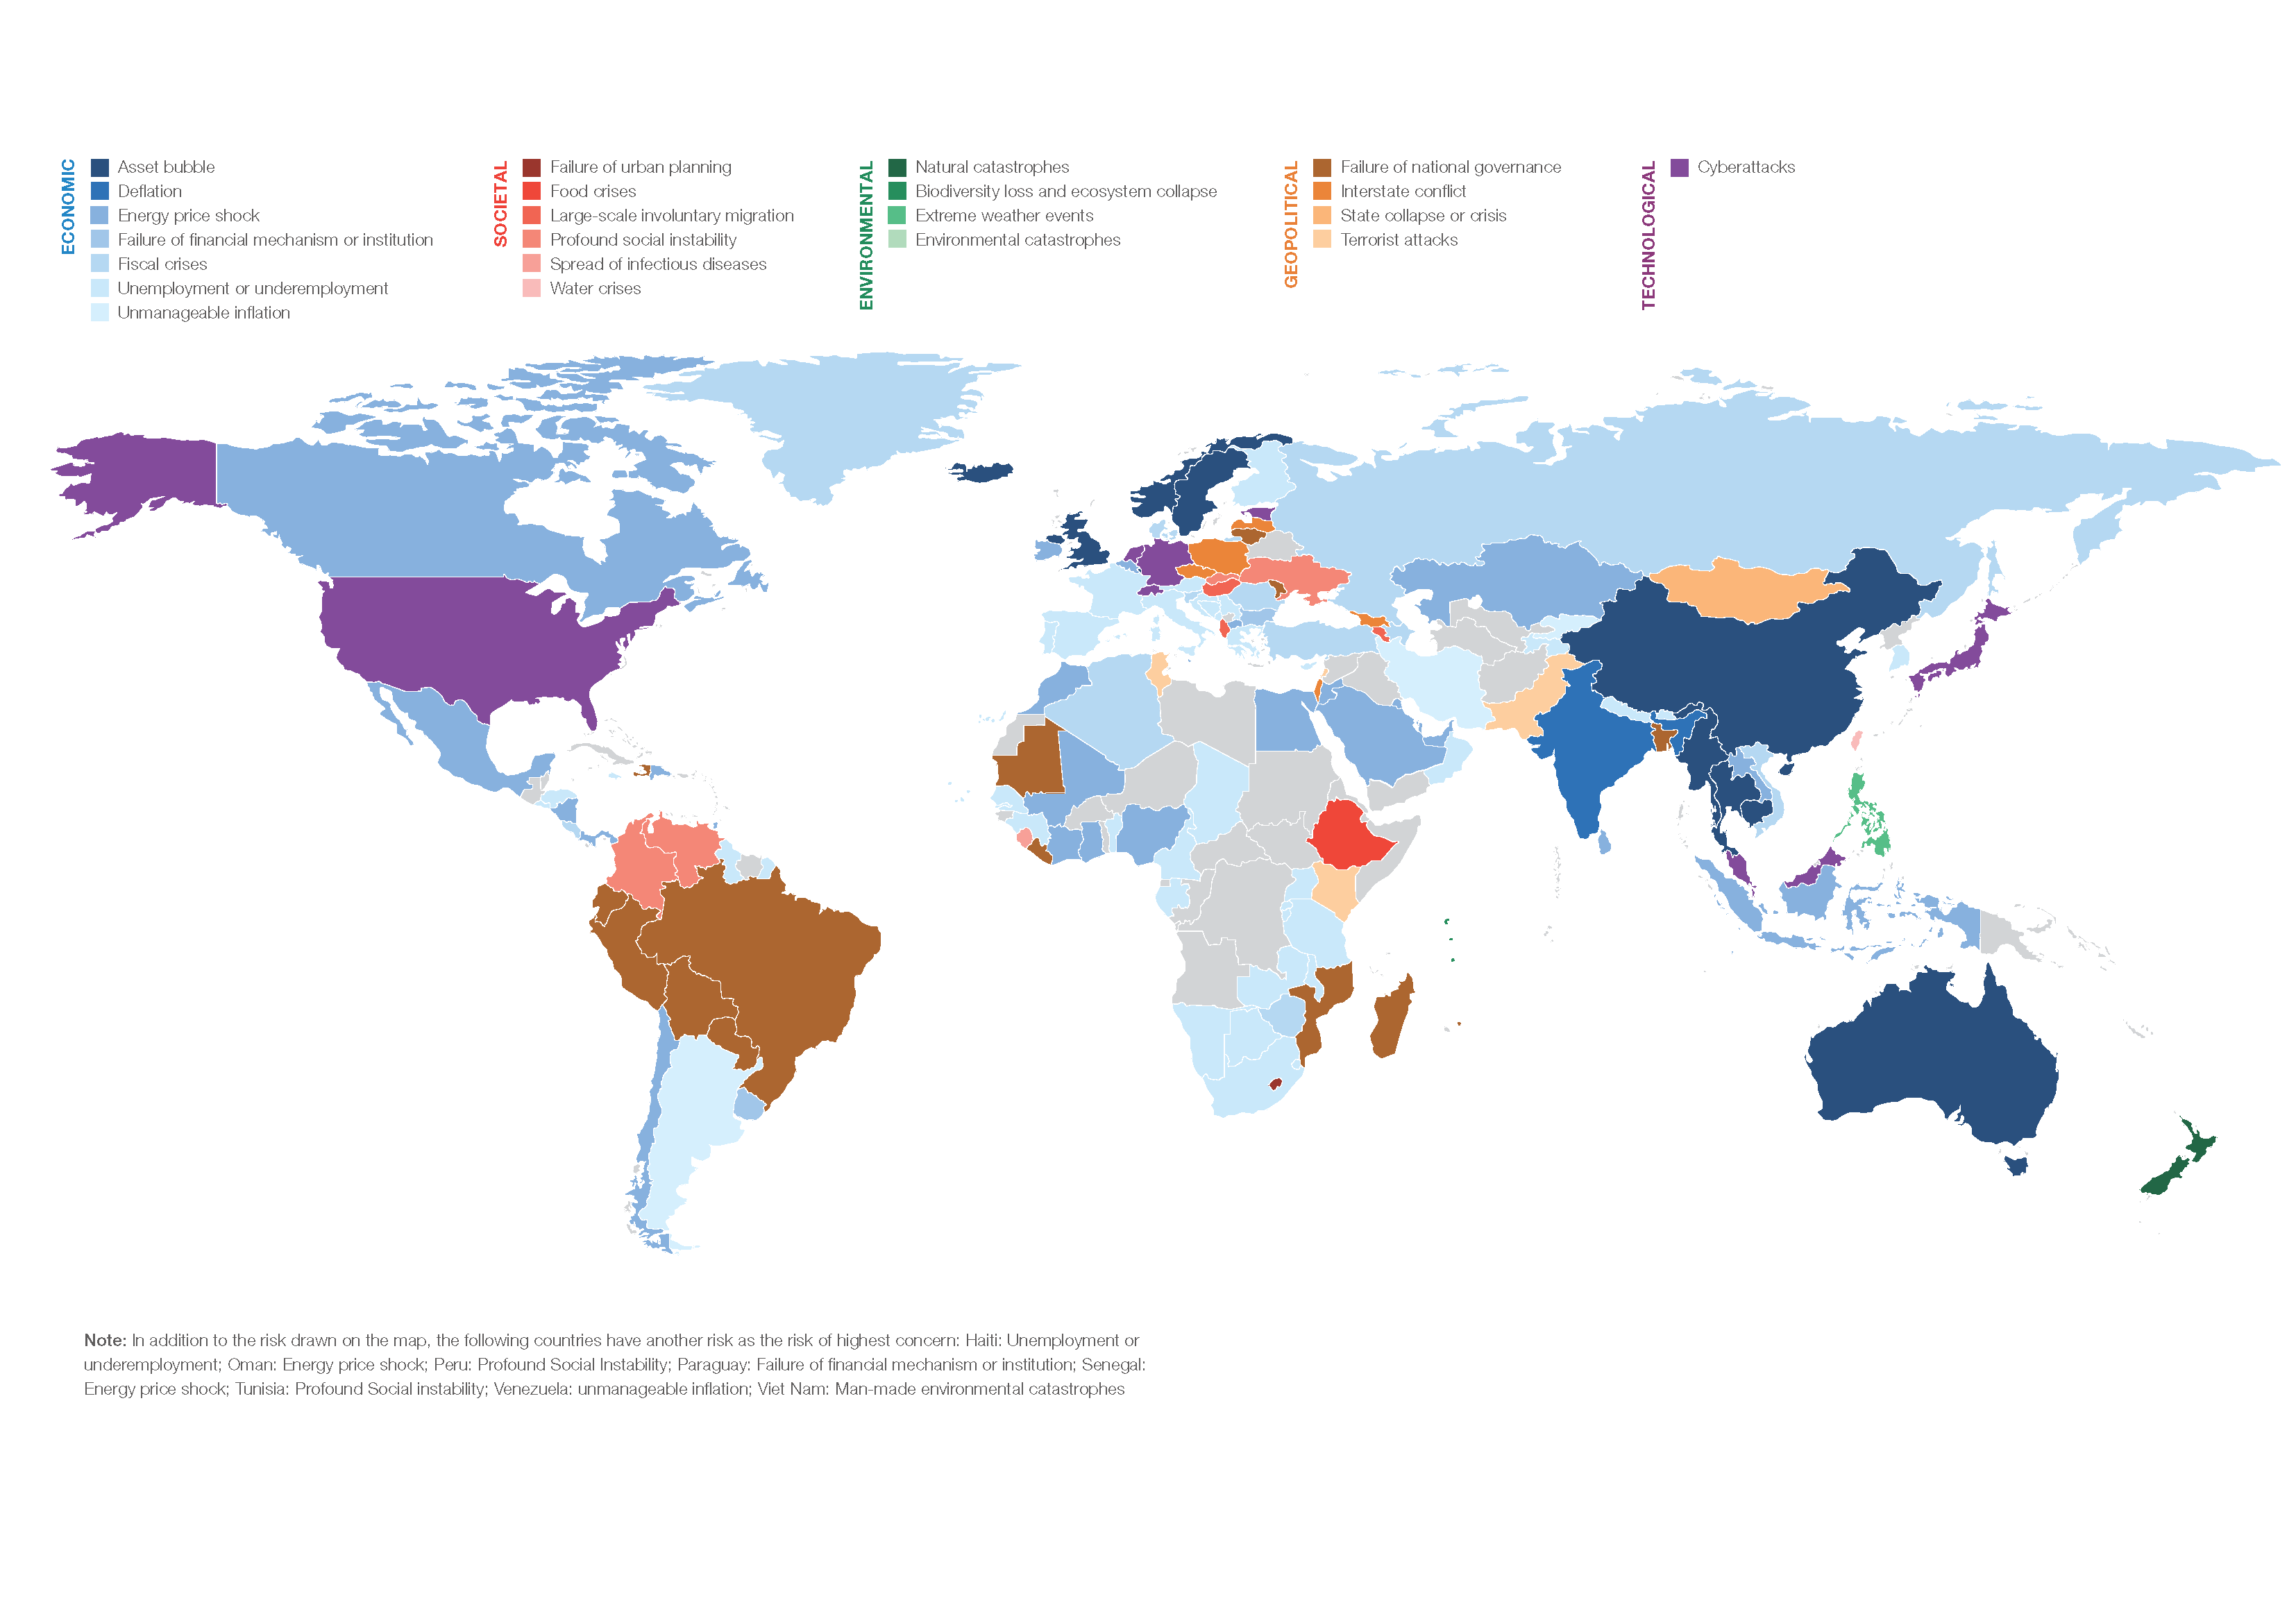 ECONOMIC
Asset bubble
Deflation
Energy price shock
Failure of financial mechanism or institution
Fiscal crises
Unemployment or underemployment
Unmanageable inflation
SOCIETAL
Failure of urban planning
Food crises
Large-scale involuntary migration
Profound social instability
Spread of infectious diseases
Water crises
ENVIRONMENTAL
Natural catastrophes
Biodiversity loss and ecosystem collapse
Extreme weather events
Environmental catastrophes
GEOPOLITICAL
Failure of national governance
Interstate conflict
State collapse or crisis
Terrorist attacks
TECHNOLOGICAL
Cyberattacks
Note: In addition to the risk drawn on the map, the following countries have another risk as the risk of highest concern: Haiti: Unemployment or
underemployment; Oman: Energy price shock; Peru: Profound Social Instability; Paraguay: Failure of financial mechanism or institution; Senegal:
Energy price shock; Tunisia: Profound Social instability; Venezuela: unmanageable inflation; Viet Nam: Man-made environmental catastrophes